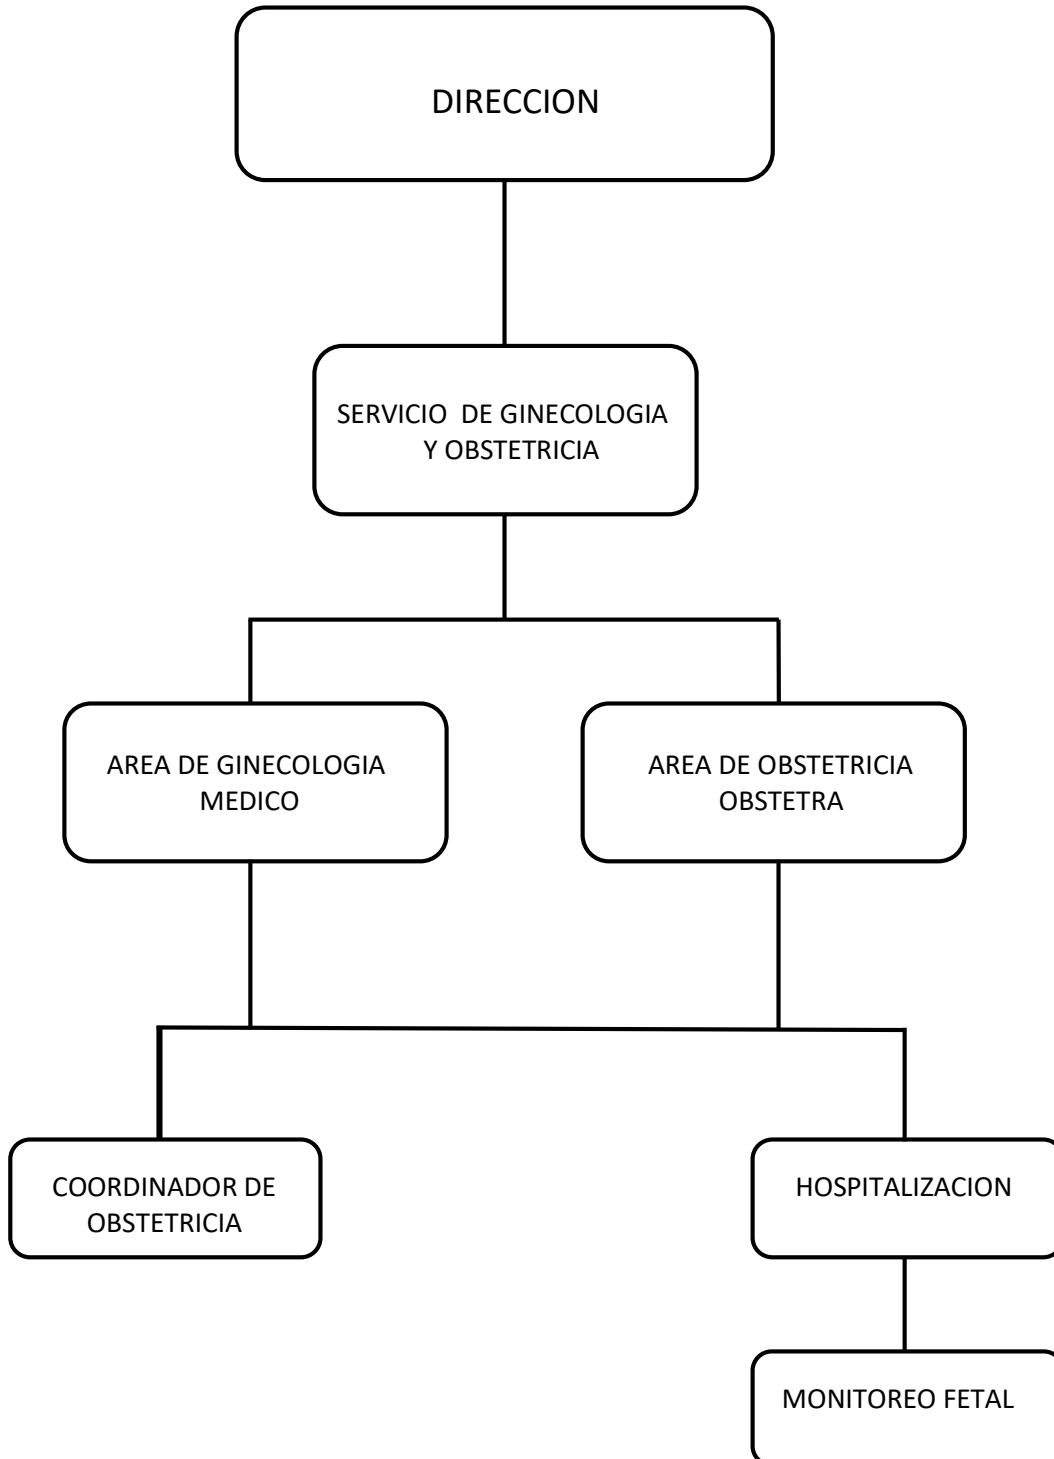 DIRECCION
SERVICIO  DE GINECOLOGIA
Y OBSTETRICIA
AREA DE GINECOLOGIA
MEDICO
AREA DE OBSTETRICIA
OBSTETRA
COORDINADOR DE
OBSTETRICIA
HOSPITALIZACION
MONITOREO FETAL